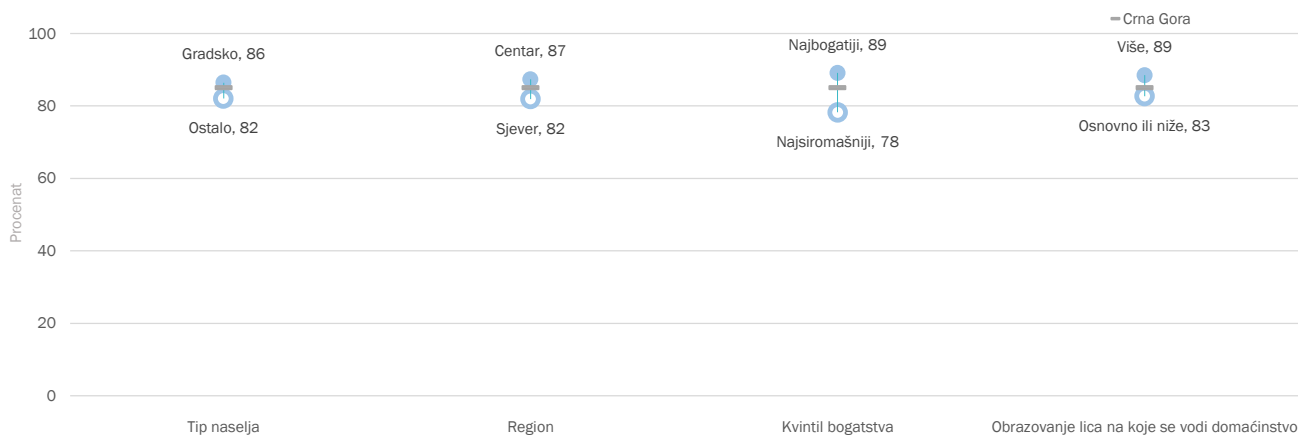 Crna Gora
100
80
60
40
20
0
Procenat
Gradsko, 86
Ostalo, 82
Centar, 87
Sjever, 82
Najbogatiji, 89
Najsiromašniji, 78
Više, 89
Osnovno ili niže, 83
Tip naselja
Region
Kvintil bogatstva
Obrazovanje lica na koje se vodi domaćinstvo